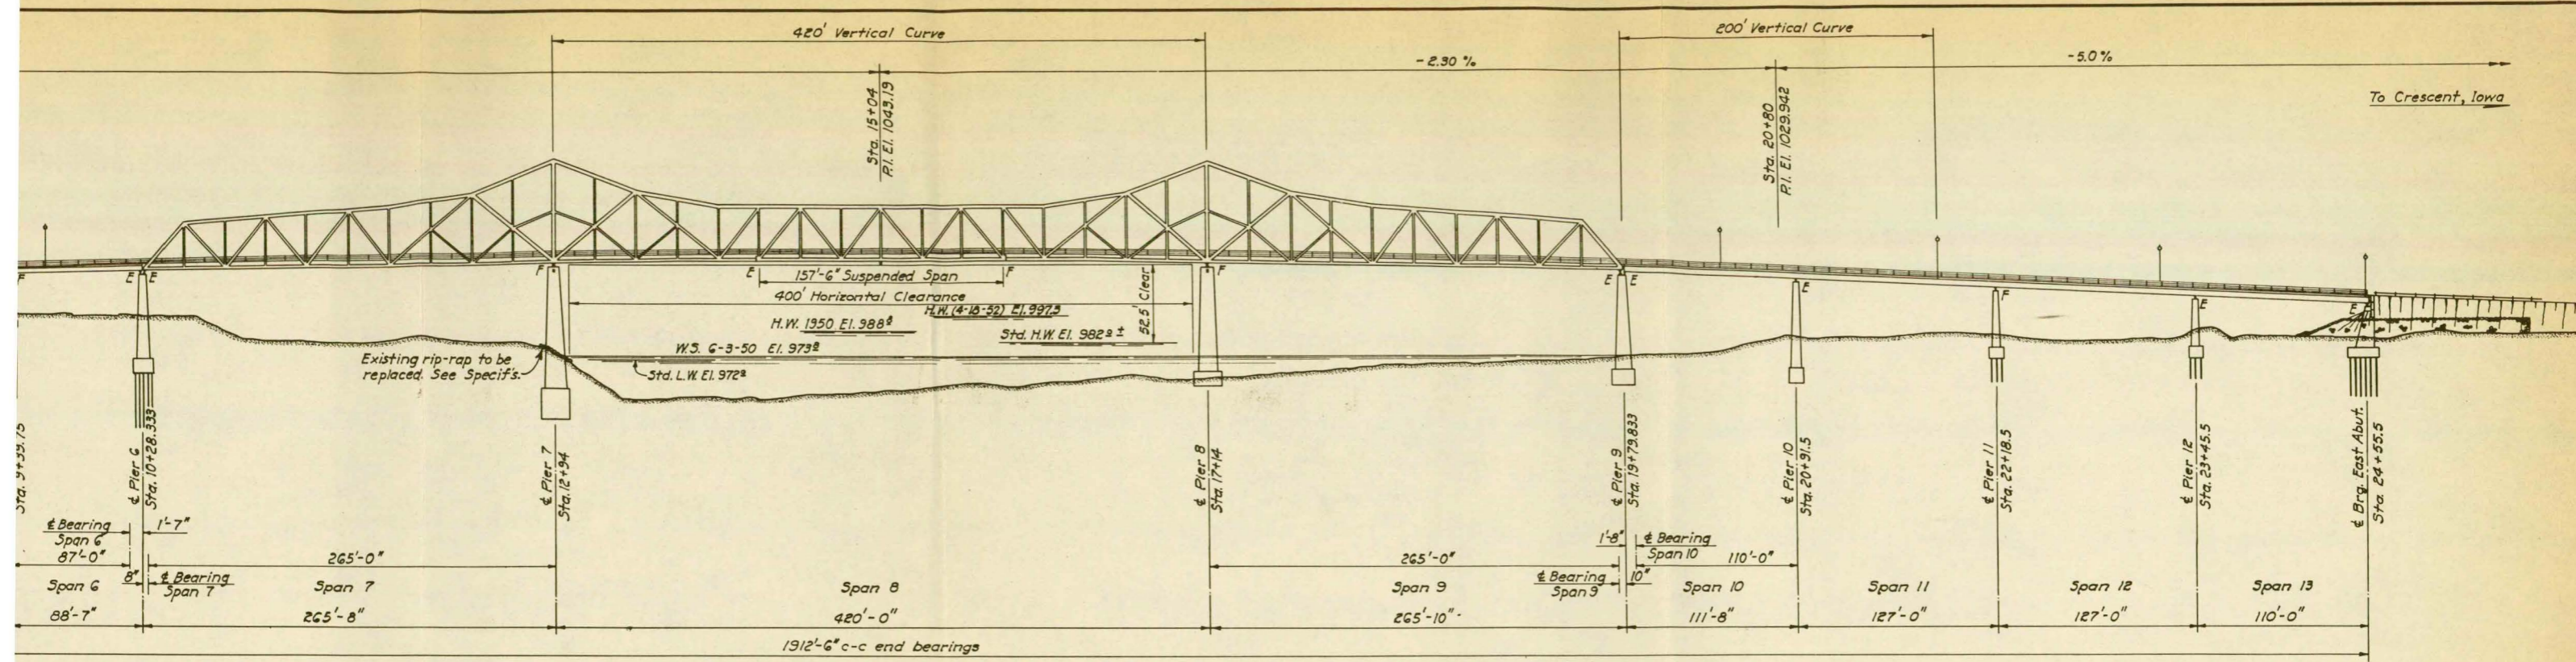 420' Vertical Curve
200' Vertical Curve
-2.30 %
-5.0 %
To Crescent, Iowa
Sta. 15+04
P.I. El. 1043.19
Sta. 20+80
P.I. El. 1029.942
F
E E
F
E
157'-6" Suspended Span
F
F
E E
E
F
E
E
400' Horizontal Clearance
52.5' Clear
H.W. (4-18-52) El. 997.5
H.W. 1950 El. 988
Std. H.W. El. 982 ±
W.S. 6-3-50 El. 973
Std. L.W. El. 972
Existing rip-rap to be
replaced. See Specif's.
Sta. 9+39.75
℄ Pier 6
Sta. 10+28.333
℄ Pier 7
Sta. 12+94
℄ Pier 8
Sta. 17+14
℄ Pier 9
Sta. 19+79.833
℄ Pier 10
Sta. 20+91.5
℄ Pier 11
Sta. 22+18.5
℄ Pier 12
Sta. 23+45.5
℄ Brg. East Abut.
Sta. 24+55.5
℄ Bearing
Span 6
1'-7"
87'-0"
265'-0"
265'-0"
1'-8"
℄ Bearing
Span 10
110'-0"
8"
℄ Bearing
Span 7
℄ Bearing
Span 9
10"
Span 6
Span 7
Span 8
Span 9
Span 10
Span 11
Span 12
Span 13
88'-7"
265'-8"
420'-0"
265'-10"
111'-8"
127'-0"
127'-0"
110'-0"
1912'-6" c-c end bearings